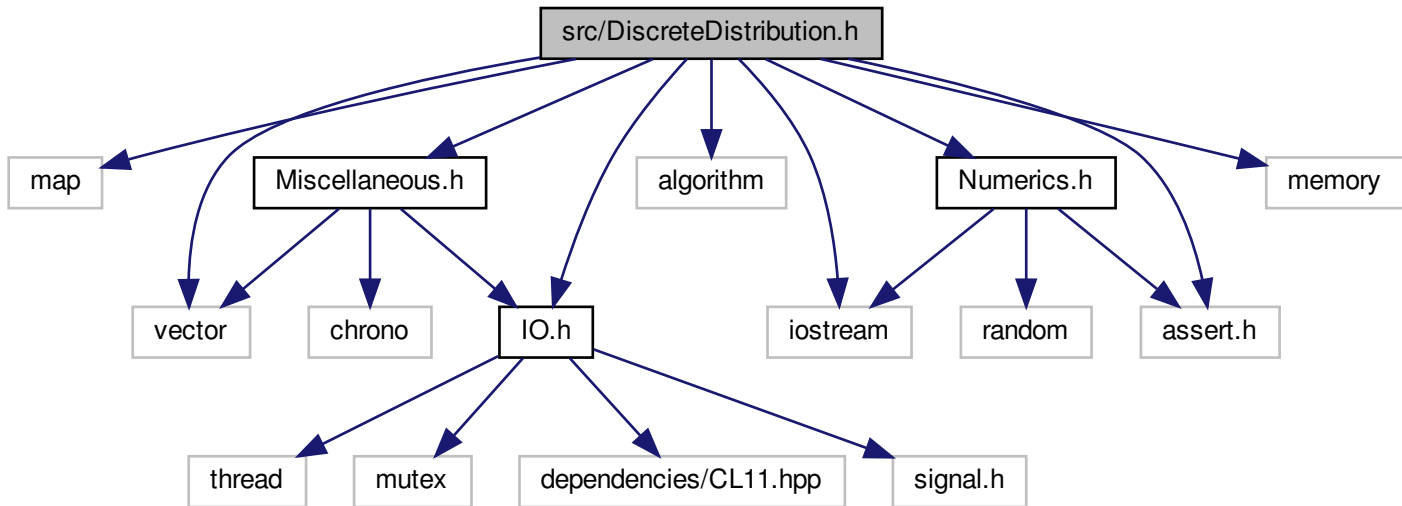 src/DiscreteDistribution.h
map
Miscellaneous.h
algorithm
Numerics.h
memory
vector
chrono
IO.h
iostream
random
assert.h
thread
mutex
dependencies/CL11.hpp
signal.h